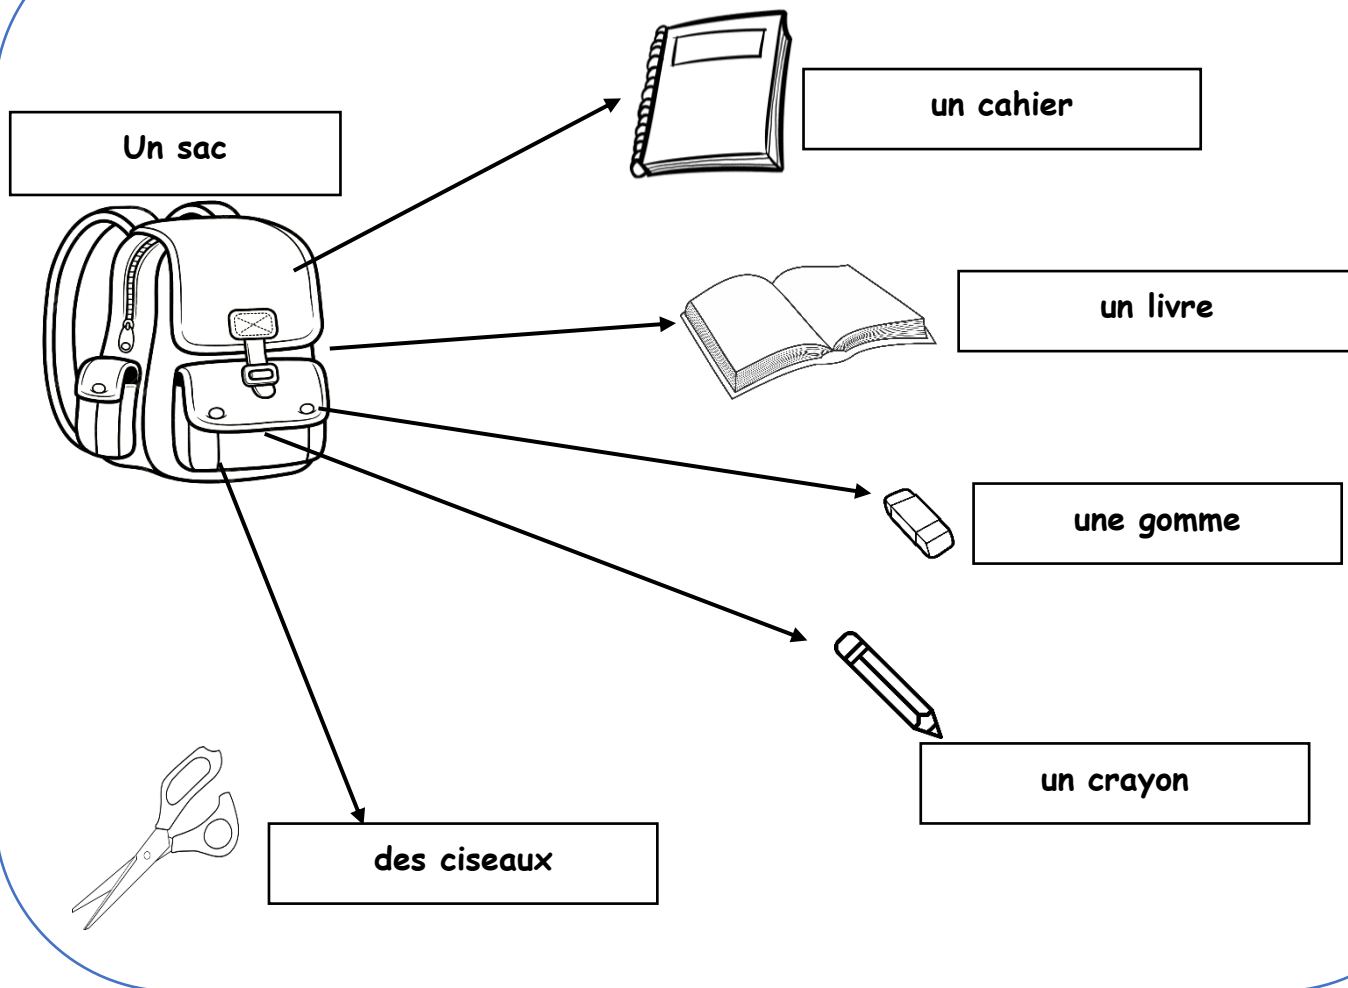 un cahier
Un sac
un livre
une gomme
un crayon
des ciseaux